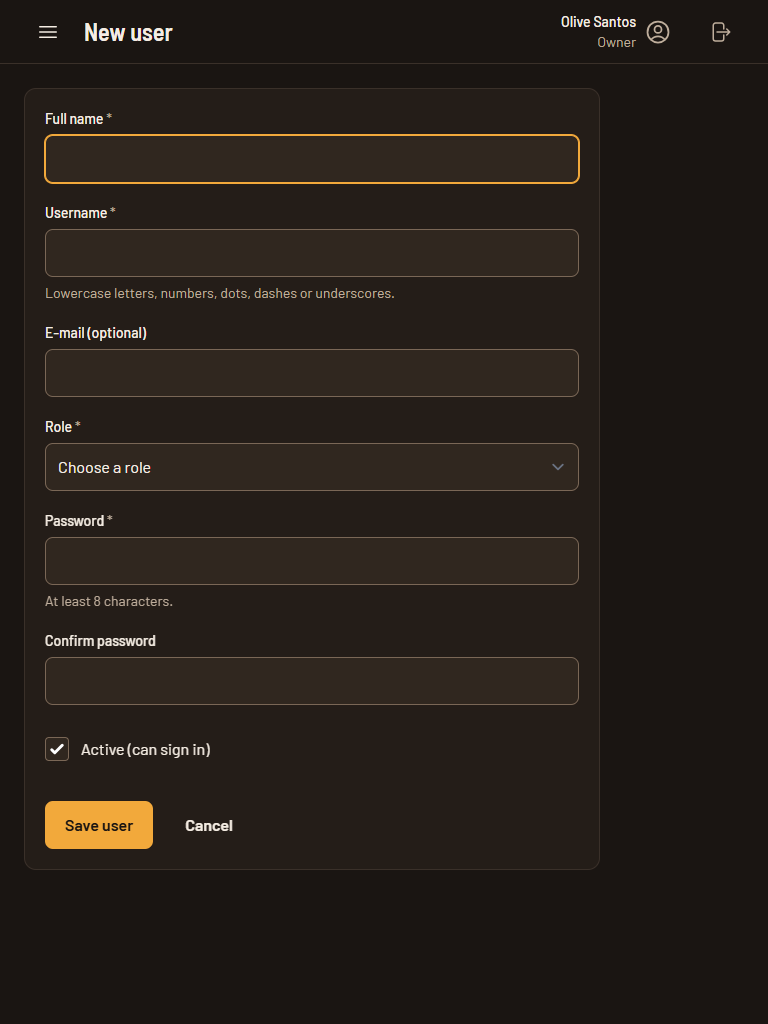 New user
Olive Santos
Owner
Full name *
Username *
Lowercase letters, numbers, dots, dashes or underscores.
E-mail (optional)
Role *
Choose a role
Password *
At least 8 characters.
Confirm password
Active (can sign in)
Save user
Cancel